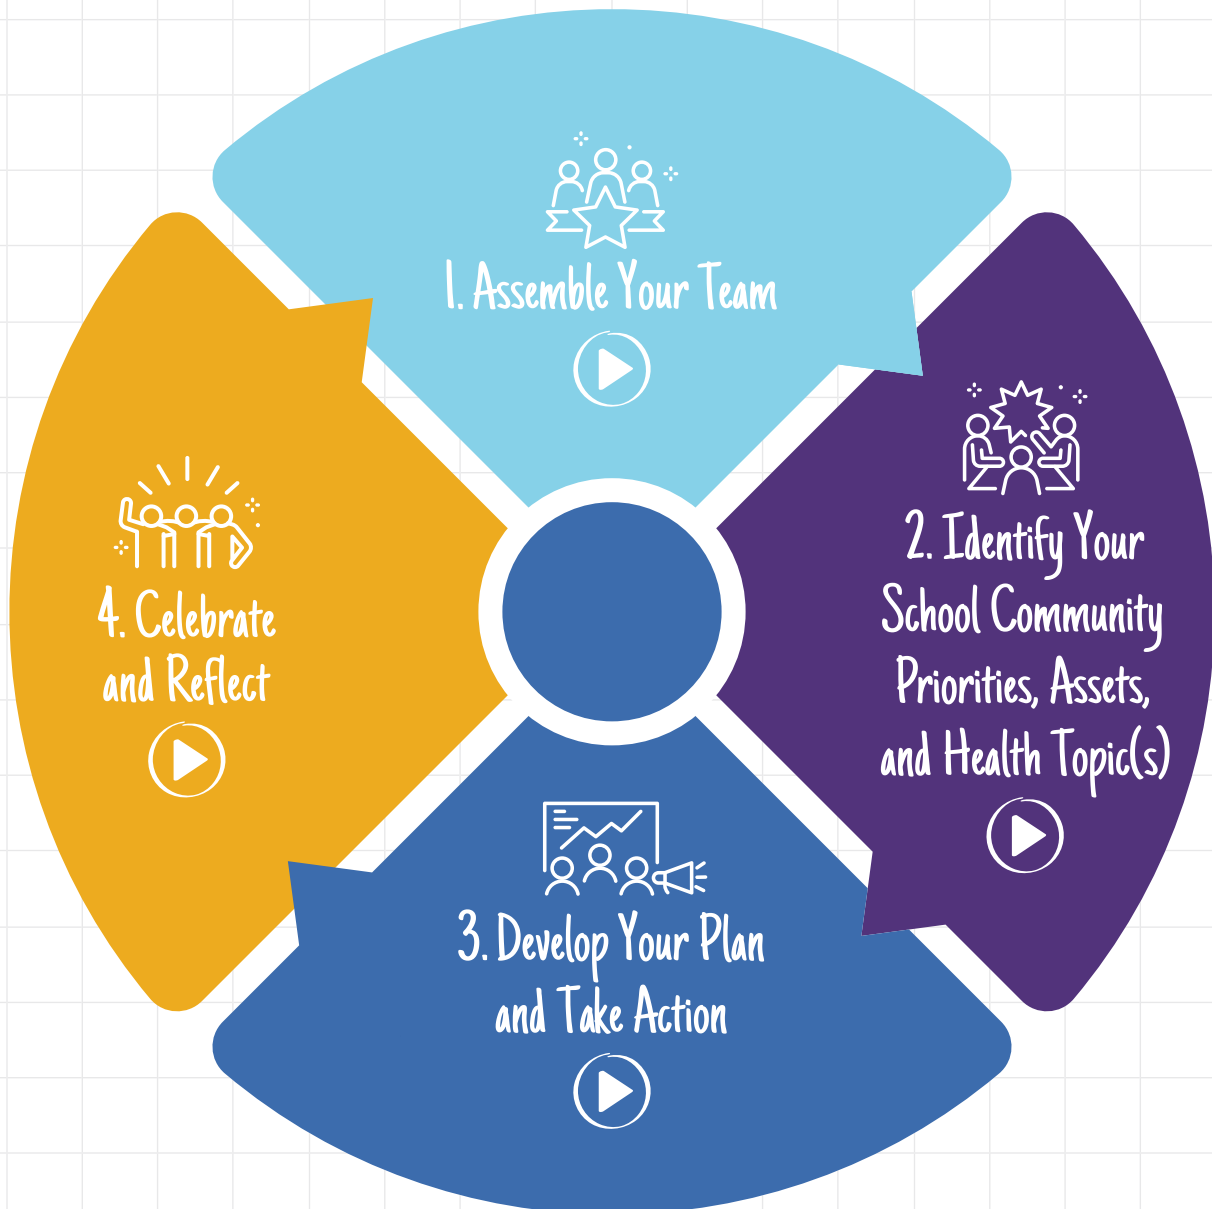 1. Assemble Your Team
2. Identify Your
School Community
Priorities, Assets,
and Health Topic(s)
3. Develop Your Plan
and Take Action
4. Celebrate
and Reflect